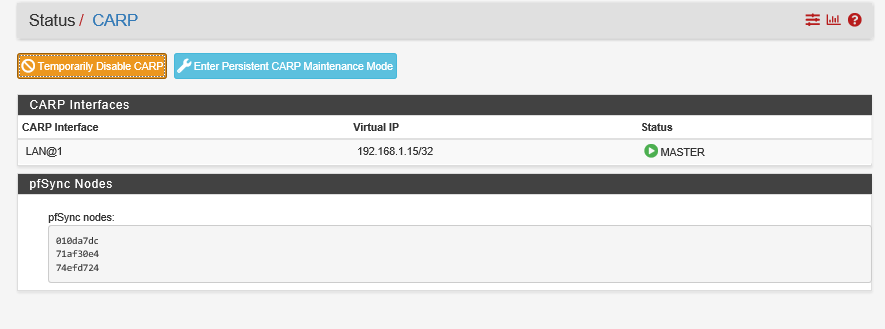 Status / CARP
Temporarily Disable CARP Enter Persistent CARP Maintenance Mode
CARP Interfaces
CARP Interface Virtual IP Status
LAN@1 192.168.1.15/32 MASTER
pfSync Nodes
pfSync nodes:
010da7dc
71af30e4
74efd724